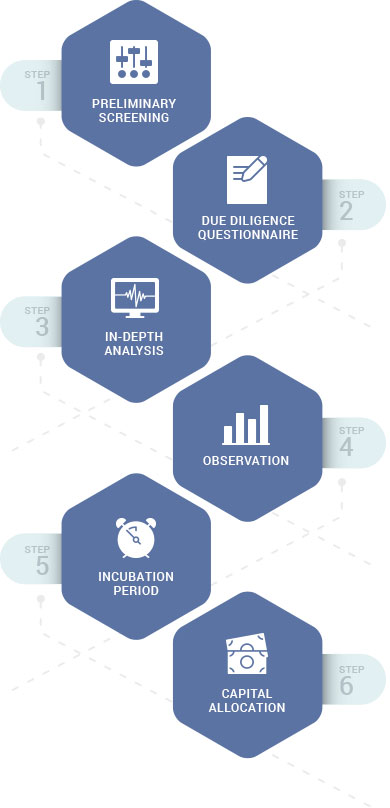 STEP
1
PRELIMINARY
SCREENING
STEP
2
DUE DILIGENCE
QUESTIONNAIRE
STEP
3
IN-DEPTH
ANALYSIS
STEP
4
OBSERVATION
STEP
5
INCUBATION
PERIOD
STEP
6
CAPITAL
ALLOCATION